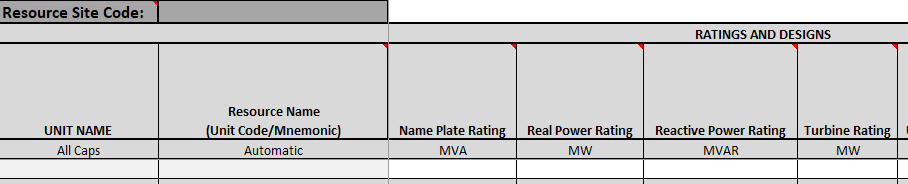 Resource Site Code:
RATINGS AND DESIGNS
UNIT NAME
Resource Name
(Unit Code/Mnemonic)
Name Plate Rating
Real Power Rating
Reactive Power Rating
Turbine Rating
All Caps
Automatic
MVA
MW
MVAR
MW